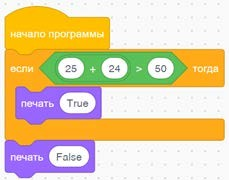 начало программы
если 25 + 24 > 50 тогда
печать True
печать False